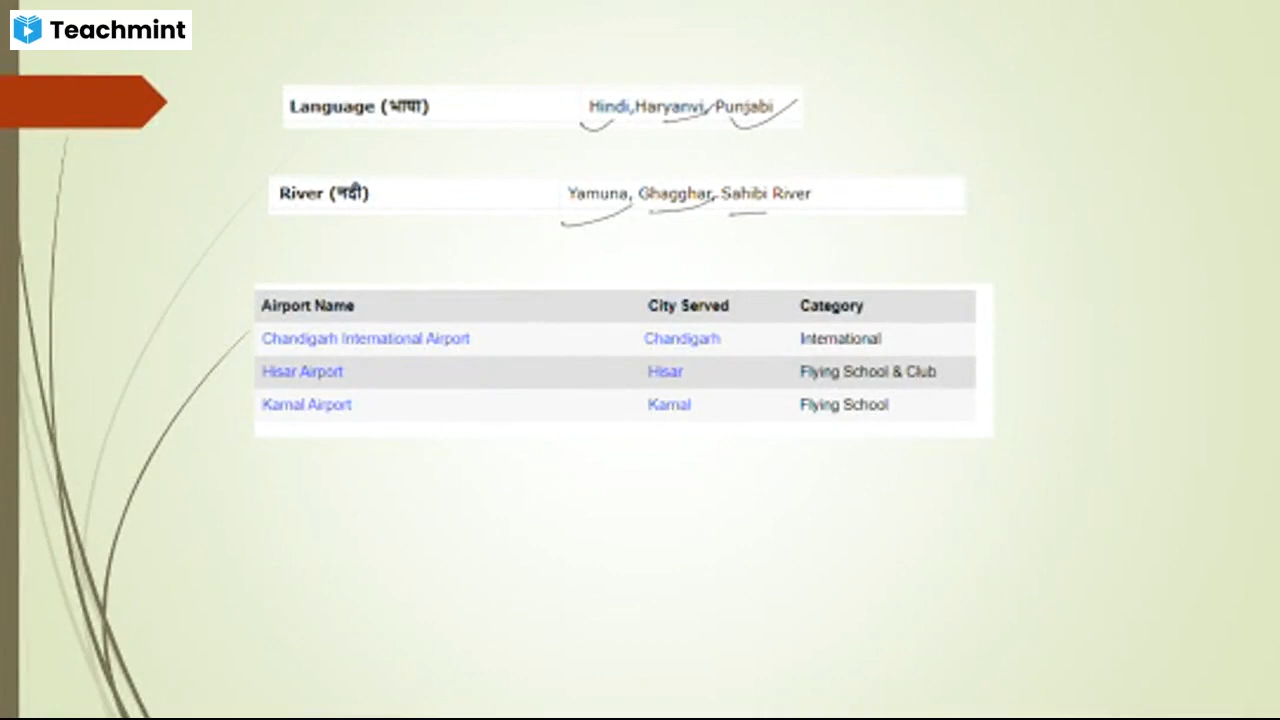 Teachmint
Language (भाषा) Hindi,Haryanvi, Punjabi
River (नदी) Yamuna, Ghagghar, Sahibi River
Airport Name City Served Category
Chandigarh International Airport Chandigarh International
Hisar Airport Hisar Flying School & Club
Karnal Airport Karnal Flying School